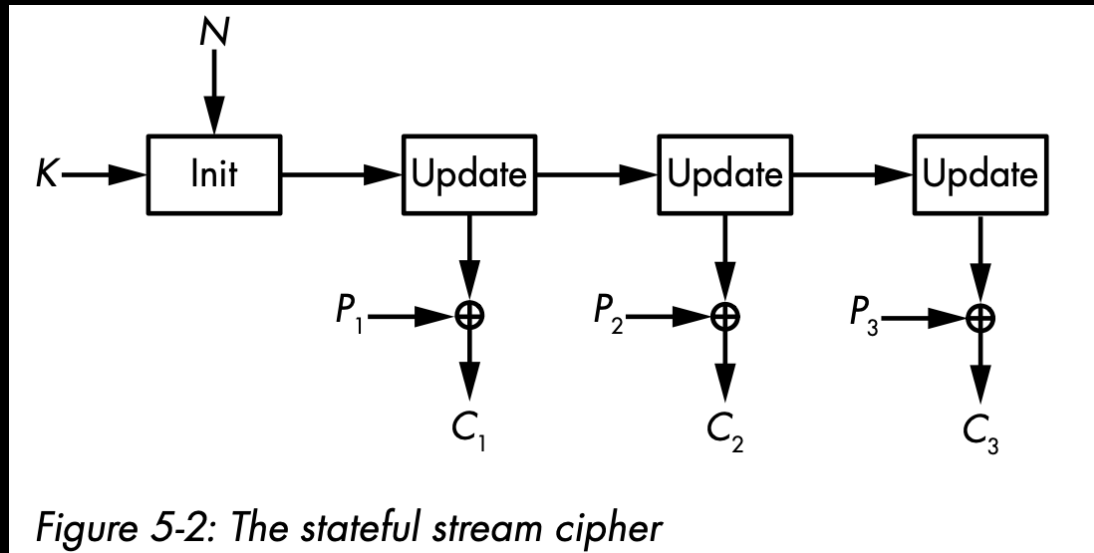 N
K Init Update Update Update
P₁ P₂ P₃
C₁ C₂ C₃
Figure 5-2: The stateful stream cipher